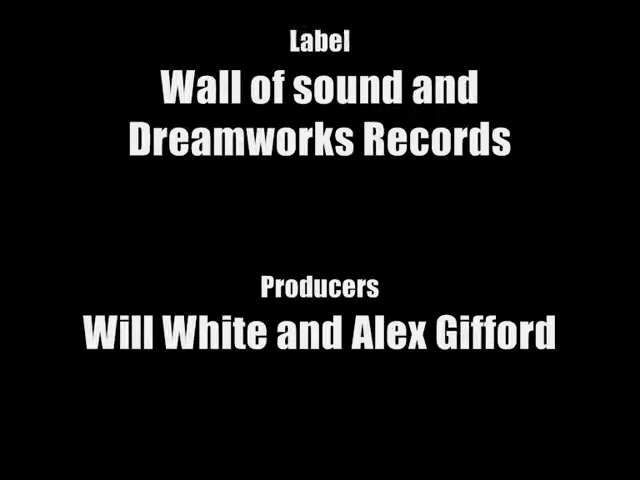 Label
Wall of sound and
Dreamworks Records
Producers
Will White and Alex Gifford